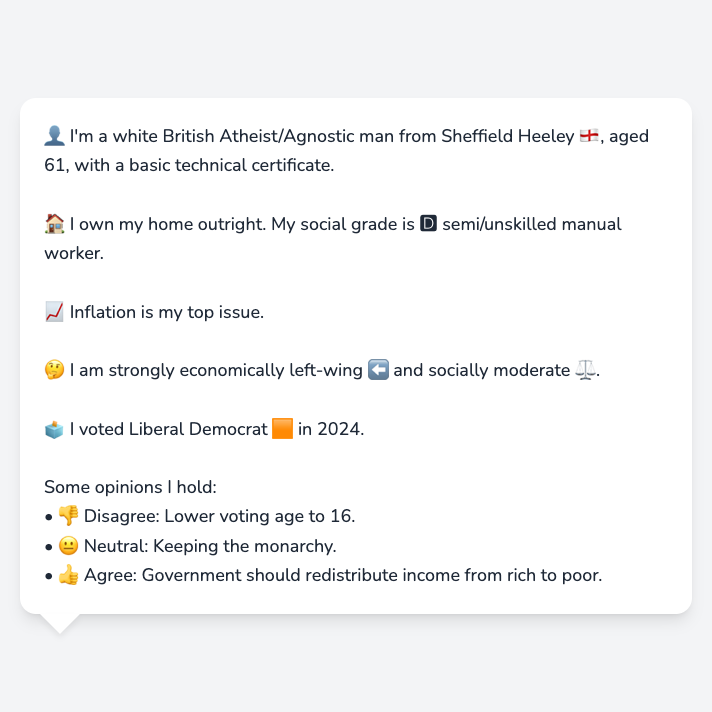 👤 I'm a white British Atheist/Agnostic man from Sheffield Heeley 🏴󠁧󠁢󠁥󠁮󠁧󠁿, aged
61, with a basic technical certificate.
🏠 I own my home outright. My social grade is 🅳 semi/unskilled manual
worker.
📈 Inflation is my top issue.
🤔 I am strongly economically left-wing ⬅️ and socially moderate ⚖️.
🗳️ I voted Liberal Democrat 🟧 in 2024.
Some opinions I hold:
• 👎 Disagree: Lower voting age to 16.
• 😐 Neutral: Keeping the monarchy.
• 👍 Agree: Government should redistribute income from rich to poor.